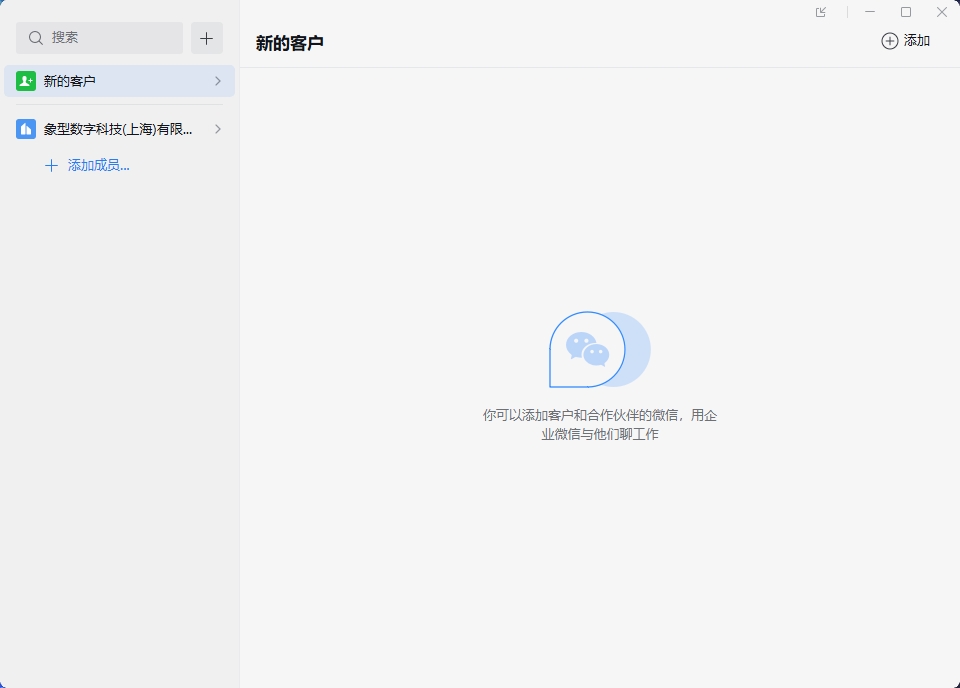 搜索
新的客户
象型数字科技(上海)有限...
添加成员...
新的客户
添加
你可以添加客户和合作伙伴的微信，用企
业微信与他们聊工作